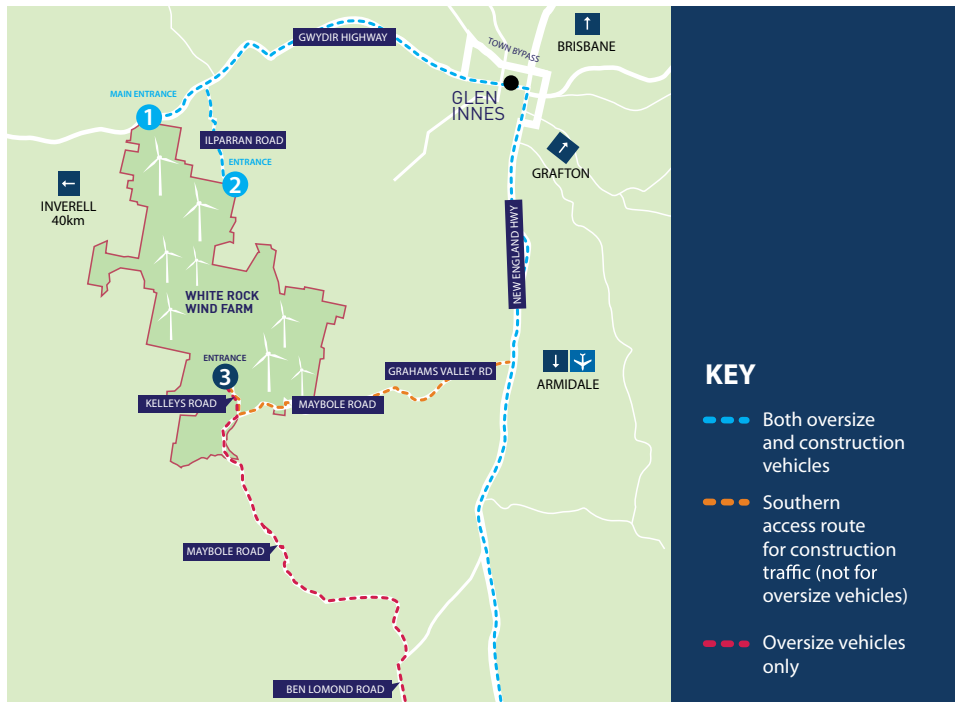 GWYDIR HIGHWAY
TOWN BYPASS
BRISBANE
MAIN ENTRANCE
1
GLEN
INNES
ILPARRAN ROAD
ENTRANCE
2
GRAFTON
INVERELL
40km
NEW ENGLAND HWY
WHITE ROCK
WIND FARM
ENTRANCE
3
GRAHAMS VALLEY RD
ARMIDALE
KELLEYS ROAD
MAYBOLE ROAD
MAYBOLE ROAD
BEN LOMOND ROAD
KEY
Both oversize
and construction
vehicles
Southern
access route
for construction
traffic (not for
oversize vehicles)
Oversize vehicles
only